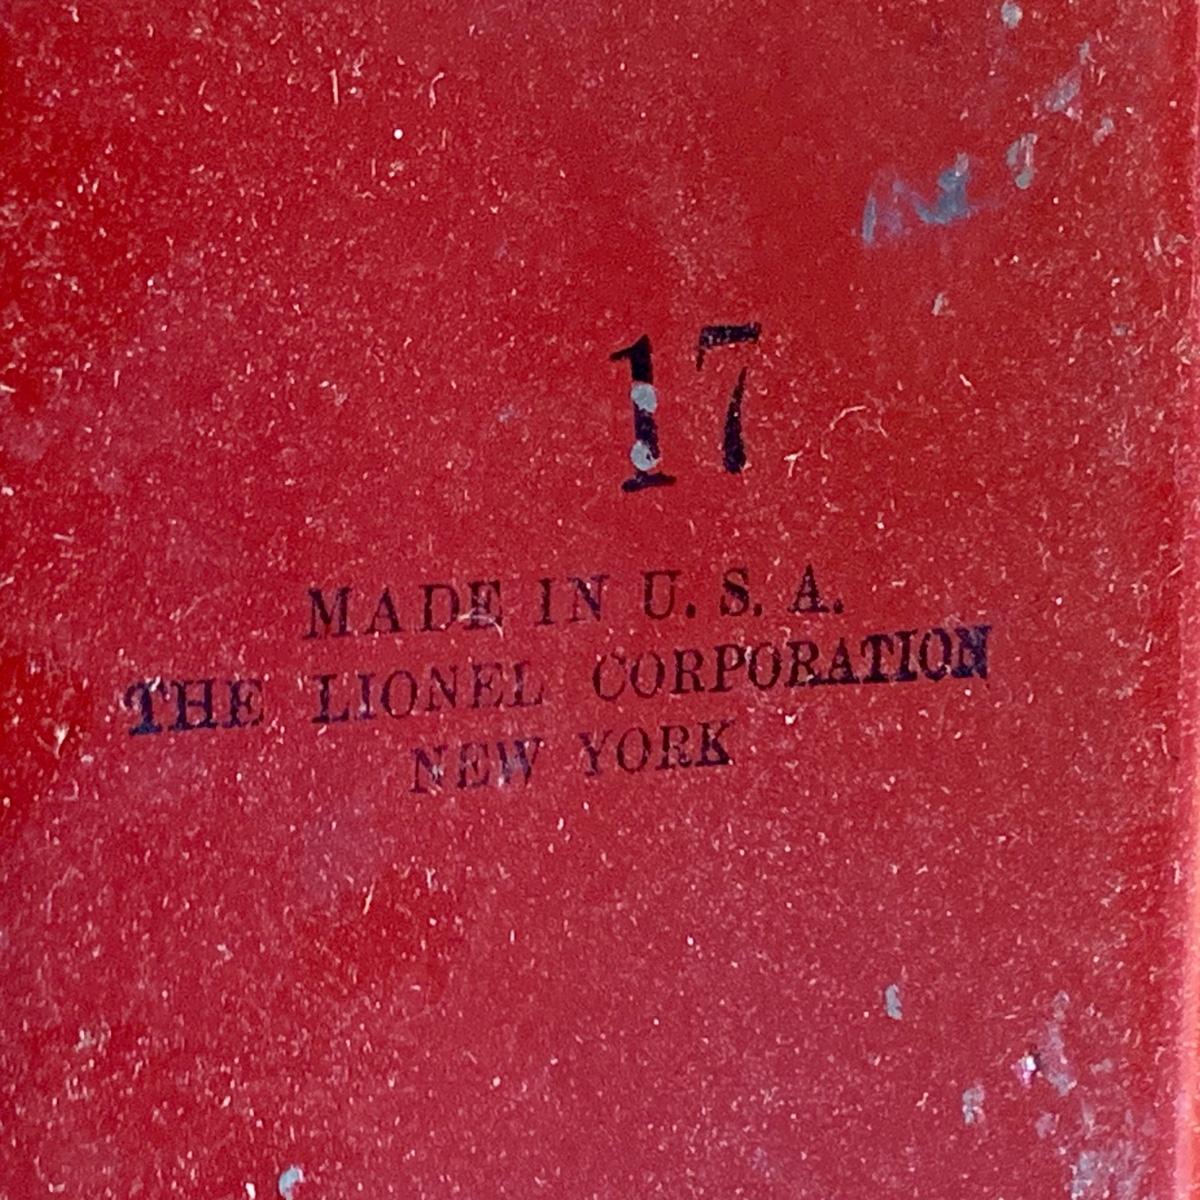 17
MADE IN U. S. A.
THE LIONEL CORPORATION
NEW YORK